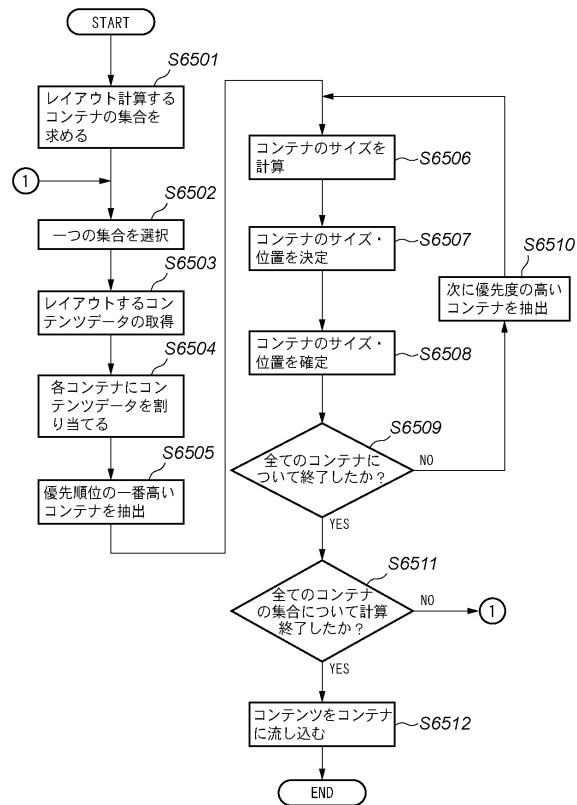 START
S6501
レイアウト計算する
コンテナの集合を
求める
1
S6502
一つの集合を選択
S6503
レイアウトするコン
テンツデータの取得
S6504
各コンテナにコン
テンツデータを割
り当てる
S6505
優先順位の一番高い
コンテナを抽出
コンテナのサイズを
計算
S6506
コンテナのサイズ・
位置を決定
S6507
S6510
次に優先度の高い
コンテナを抽出
コンテナのサイズ・
位置を確定
S6508
S6509
全てのコンテナに
ついて終了したか？
NO
YES
S6511
全てのコンテナ
の集合について計算
終了したか？
NO
1
YES
コンテンツをコンテナ
に流し込む
S6512
END